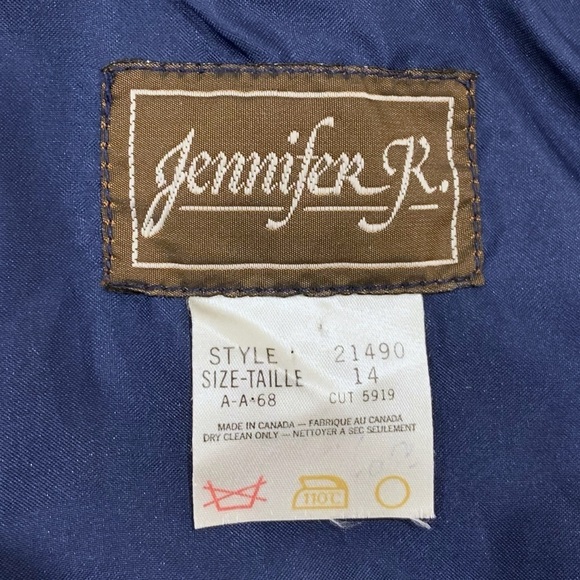 Jennifer R.
STYLE · 21490
SIZE-TAILLE 14
A-A·68 CUT 5919
MADE IN CANADA — FABRIQUE AU CANADA
DRY CLEAN ONLY — NETTOYER A SEC SEULEMENT
110C